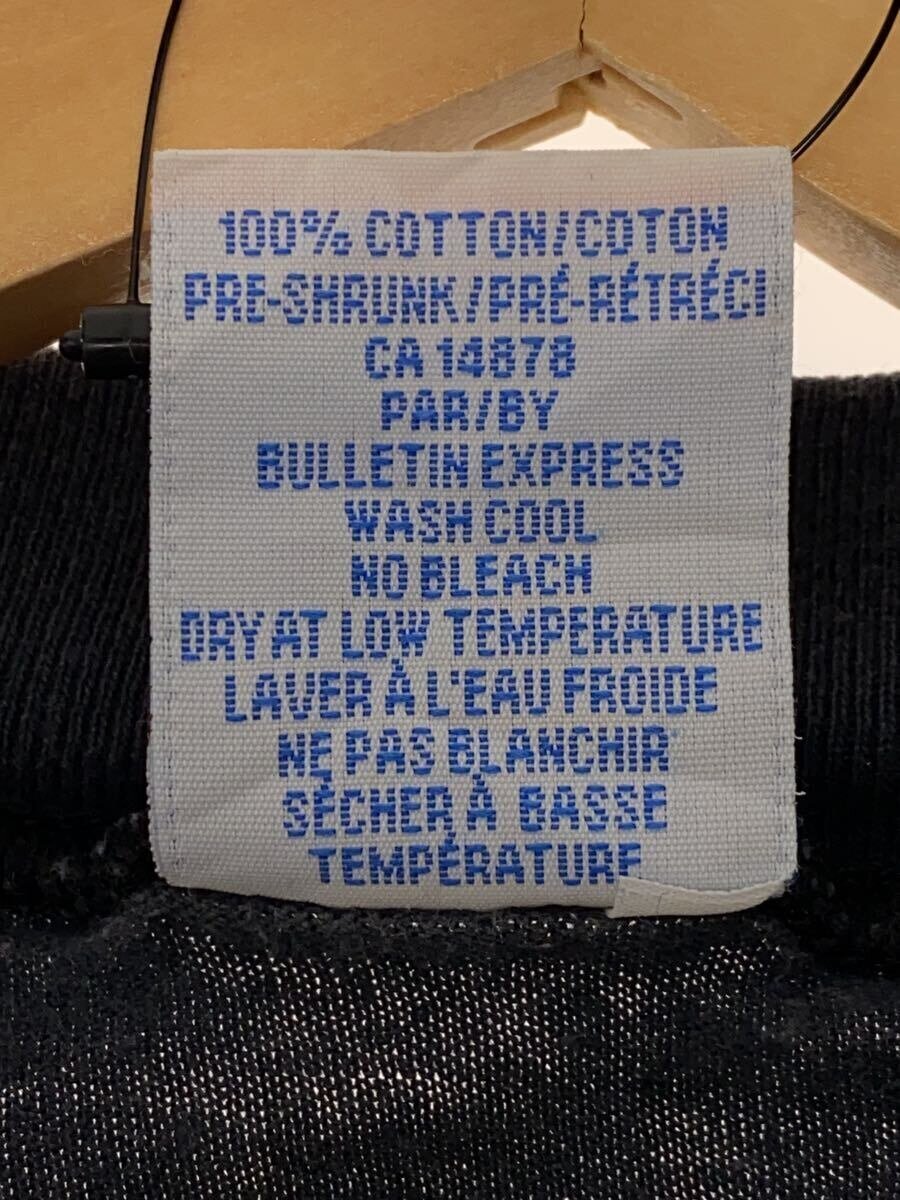 100% COTTON/COTON
PRE-SHRUNK/PRÉ-RÉTRÉCI
CA 14878
PAR/BY
BULLETIN EXPRESS
WASH COOL
NO BLEACH
DRY AT LOW TEMPERATURE
LAVER À L'EAU FROIDE
NE PAS BLANCHIR
SÉCHER À BASSE
TEMPÉRATURE